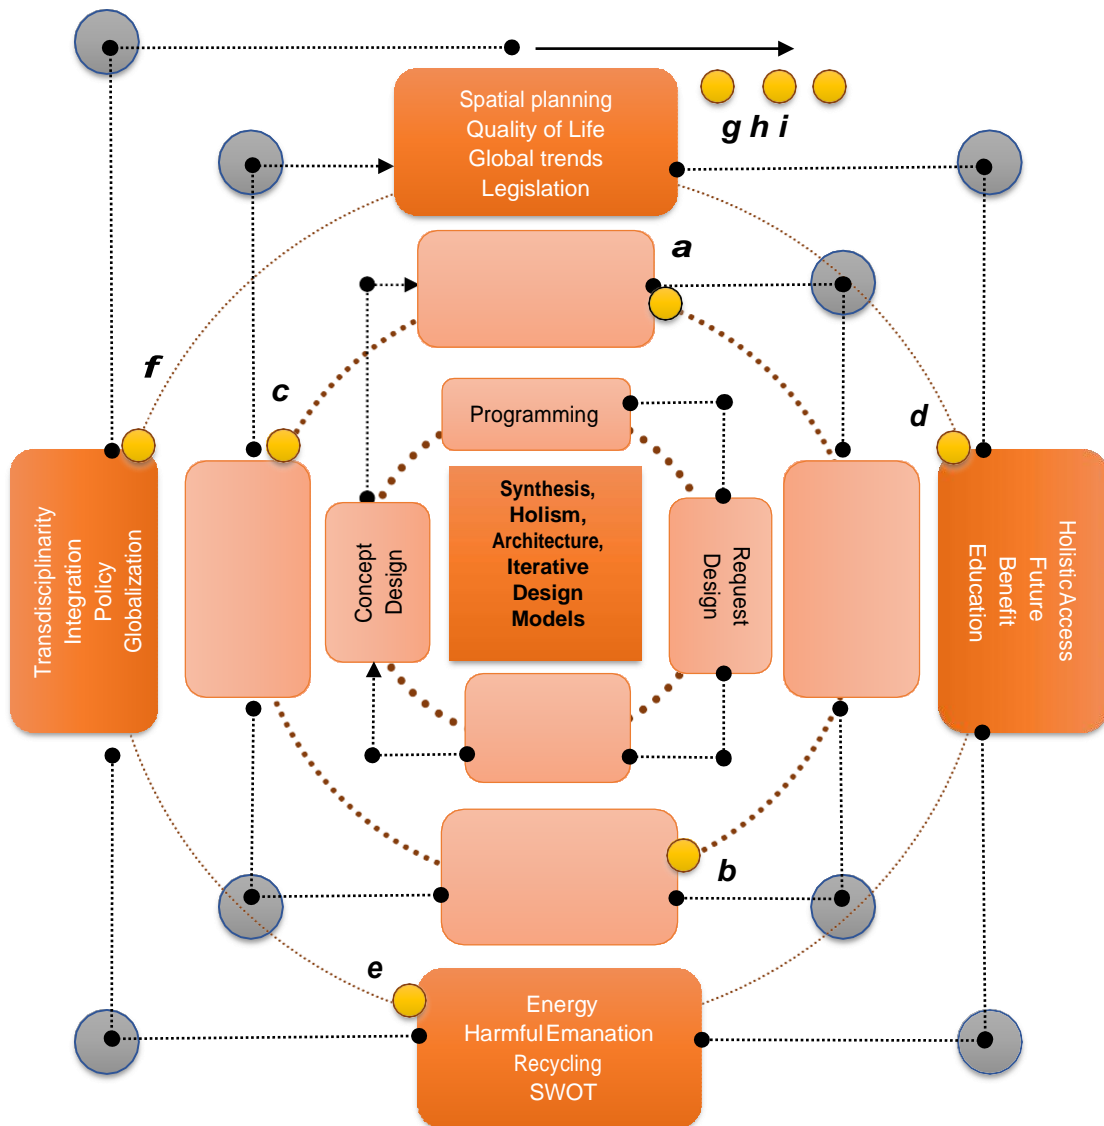 g h i
Spatial planning
Quality of Life
Global trends
Legislation
a
f
c
d
Programming
Synthesis,
Holism,
Architecture,
Iterative
Design
Models
Concept
Design
Request
Design
Transdisciplinarity
Integration
Policy
Globalization
Holistic Access
Future
Benefit
Education
b
e
Energy
Harmful Emanation
Recycling
SWOT